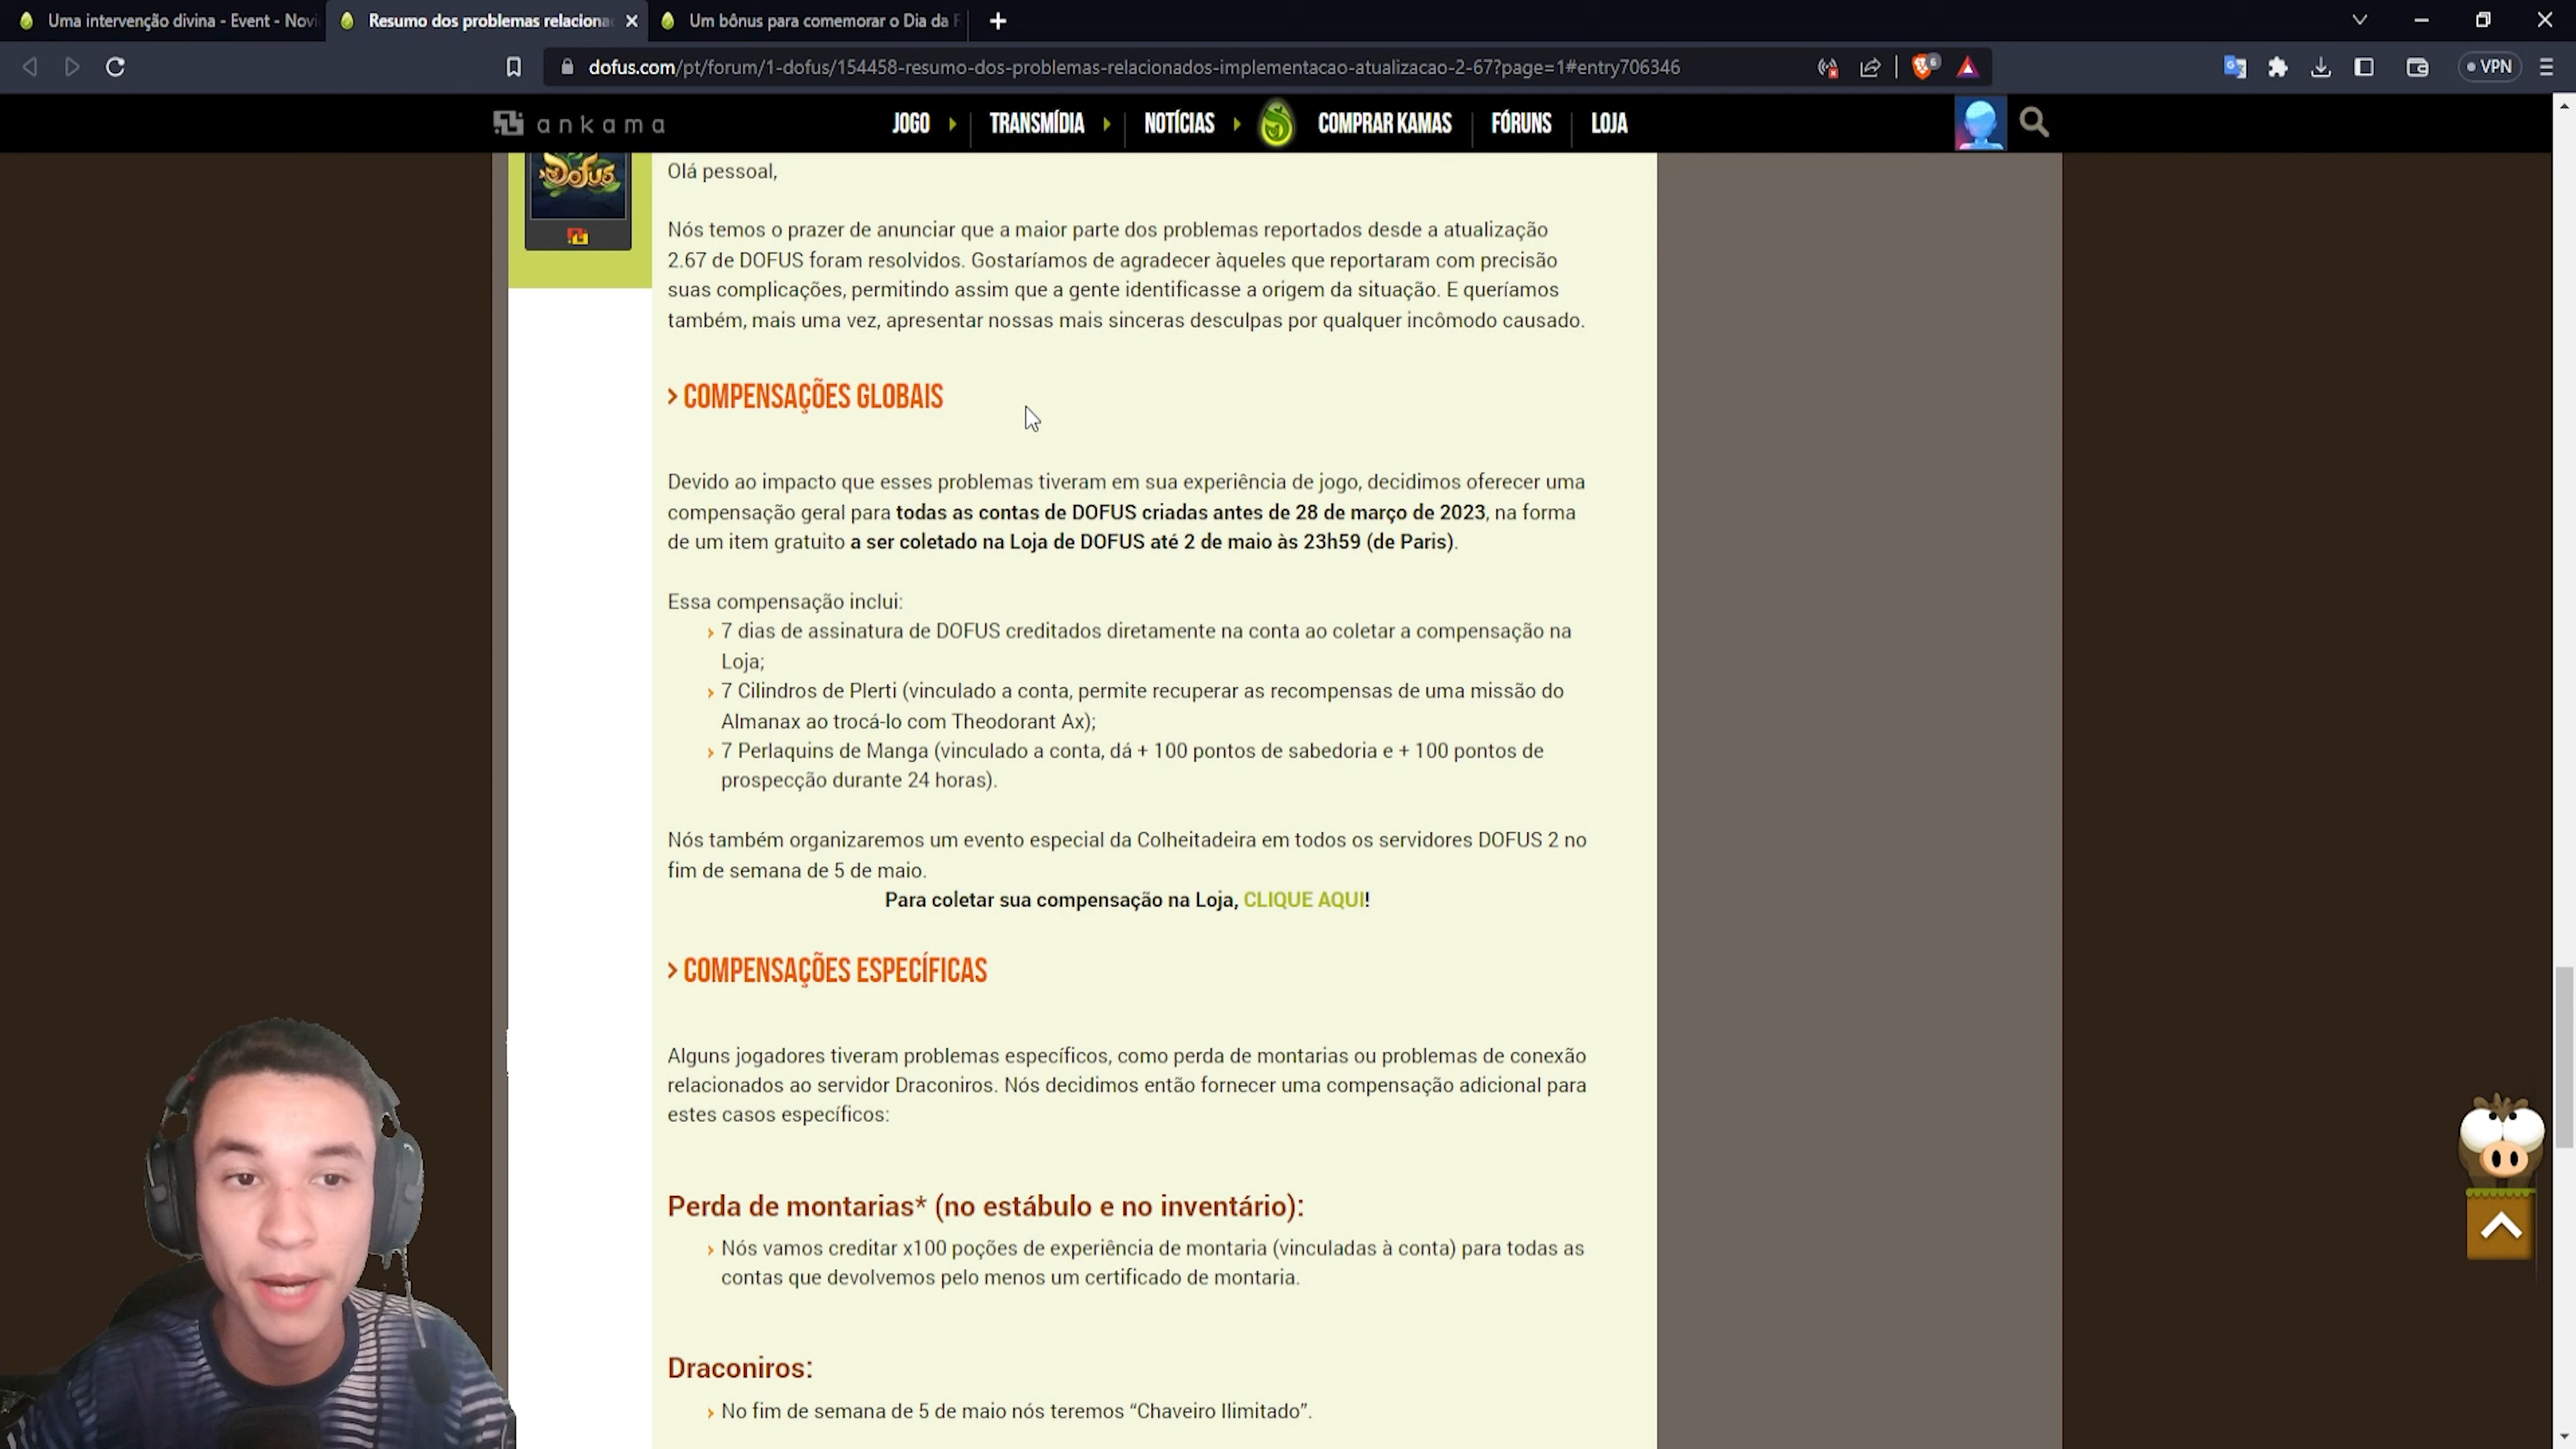 Uma intervenção divina - Event - Novi
Resumo dos problemas relaciona
Um bônus para comemorar o Dia da F
dofus.com/pt/forum/1-dofus/154458-resumo-dos-problemas-relacionados-implementacao-atualizacao-2-67?page=1#entry706346
6
VPN
ankama
JOGO
TRANSMÍDIA
NOTÍCIAS
COMPRAR KAMAS
FÓRUNS
LOJA
DOFUS
Olá pessoal,
Nós temos o prazer de anunciar que a maior parte dos problemas reportados desde a atualização
2.67 de DOFUS foram resolvidos. Gostaríamos de agradecer àqueles que reportaram com precisão
suas complicações, permitindo assim que a gente identificasse a origem da situação. E queríamos
também, mais uma vez, apresentar nossas mais sinceras desculpas por qualquer incômodo causado.
> COMPENSAÇÕES GLOBAIS
Devido ao impacto que esses problemas tiveram em sua experiência de jogo, decidimos oferecer uma
compensação geral para todas as contas de DOFUS criadas antes de 28 de março de 2023, na forma
de um item gratuito a ser coletado na Loja de DOFUS até 2 de maio às 23h59 (de Paris).
Essa compensação inclui:
› 7 dias de assinatura de DOFUS creditados diretamente na conta ao coletar a compensação na
Loja;
› 7 Cilindros de Plerti (vinculado a conta, permite recuperar as recompensas de uma missão do
Almanax ao trocá-lo com Theodorant Ax);
› 7 Perlaquins de Manga (vinculado a conta, dá + 100 pontos de sabedoria e + 100 pontos de
prospecção durante 24 horas).
Nós também organizaremos um evento especial da Colheitadeira em todos os servidores DOFUS 2 no
fim de semana de 5 de maio.
Para coletar sua compensação na Loja, CLIQUE AQUI!
> COMPENSAÇÕES ESPECÍFICAS
Alguns jogadores tiveram problemas específicos, como perda de montarias ou problemas de conexão
relacionados ao servidor Draconiros. Nós decidimos então fornecer uma compensação adicional para
estes casos específicos:
Perda de montarias* (no estábulo e no inventário):
› Nós vamos creditar x100 poções de experiência de montaria (vinculadas à conta) para todas as
contas que devolvemos pelo menos um certificado de montaria.
Draconiros:
› No fim de semana de 5 de maio nós teremos “Chaveiro Ilimitado”.